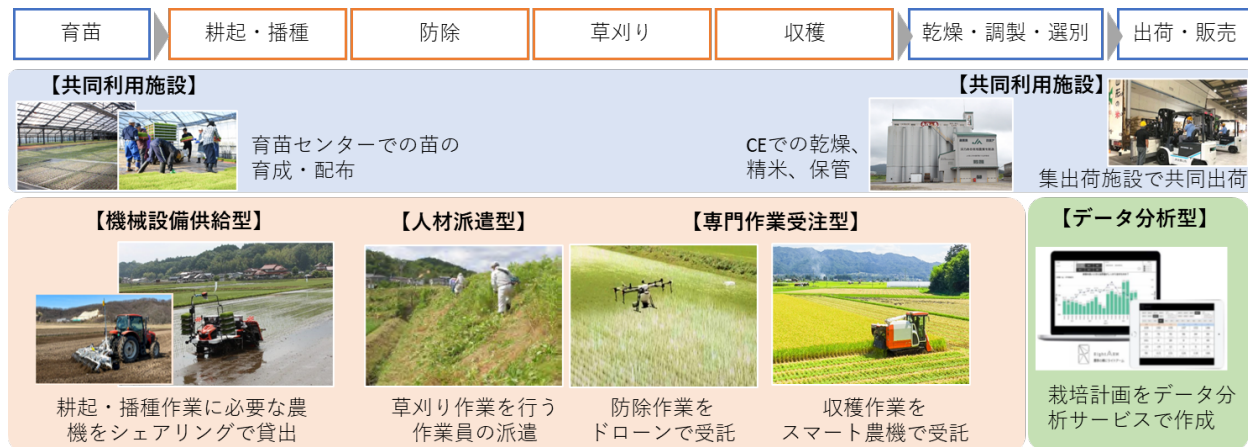 育苗
耕起・播種
防除
草刈り
収穫
乾燥・調製・選別
出荷・販売
【共同利用施設】
育苗センターでの苗の
育成・配布
【共同利用施設】
CEでの乾燥、
精米、保管
集出荷施設で共同出荷
【機械設備供給型】
耕起・播種作業に必要な農
機をシェアリングで貸出
【人材派遣型】
草刈り作業を行う
作業員の派遣
【専門作業受注型】
防除作業を
ドローンで受託
収穫作業を
スマート農機で受託
【データ分析型】
栽培計画をデータ分
析サービスで作成